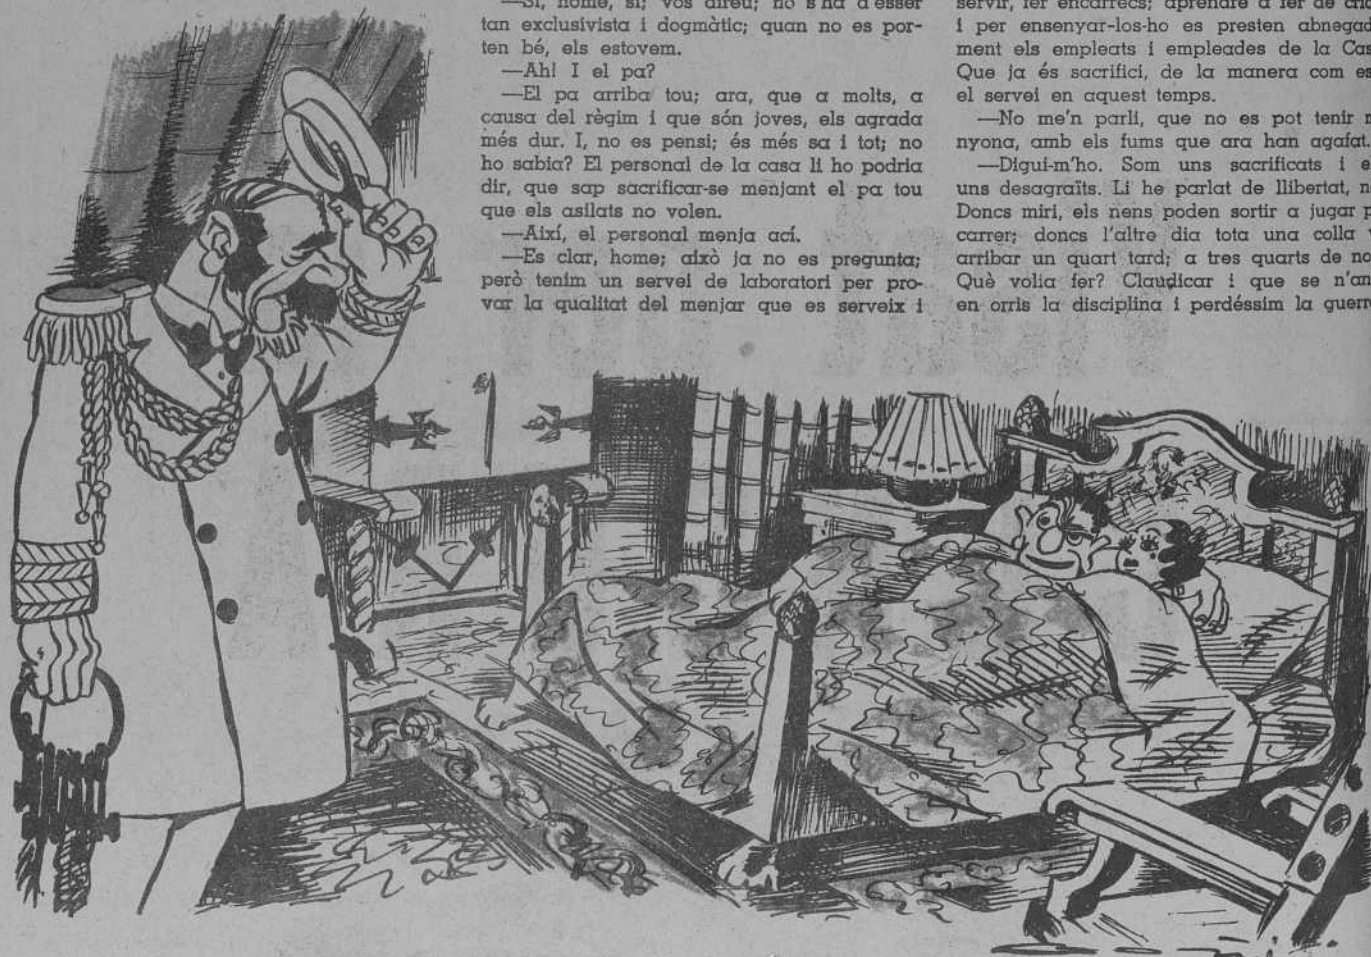 —Sí, home, sí; vós direu; no s'ha d'ésser
tan exclusivista i dogmàtic; quan no es por-
ten bé, els estovem.
—Ah! I el pa?
—El pa arriba tou; ara, que a molts, a
causa del règim i que són joves, els agrada
més dur. I, no es pensi; és més sa i tot; no
ho sabia? El personal de la casa li ho podria
dir, que sap sacrificar-se menjant el pa tou
que els asilats no volen.
—Així, el personal menja ací.
—Es clar, home; això ja no es pregunta;
però tenim un servei de laboratori per pro-
var la qualitat del menjar que es serveix i
servir, fer encàrrecs; aprendre a fer de
i per ensenyar-los-ho es presten
ment els empleats i empleades de la
Que ja és sacrifici, de la manera com
el servei en aquest temps.
—No me'n parli, que no es pot tenir
nyona, amb els fums que ara han agafat.
—Digui-m'ho. Som uns sacrificats i
uns desagraïts. Li he parlat de llibertat,
Doncs miri, els nens poden sortir a jugar
carrer; doncs l'altre dia tota una colla
arribar un quart tard; a tres quarts de
Què volia fer? Claudicar i que se
en orris la disciplina i perdéssim la